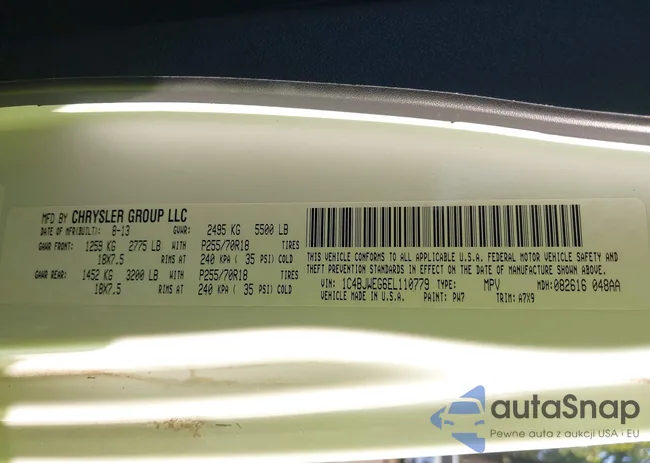 MFD BY CHRYSLER GROUP LLC
DATE OF MFR(BUILT): 8-13 GVWR: 2495 KG 5500 LB
GAWR FRONT: 1259 KG 2775 LB WITH P255/70R18 TIRES
18X7.5 RIMS AT 240 KPA ( 35 PSI) COLD
GAWR REAR: 1452 KG 3200 LB WITH P255/70R18 TIRES
18X7.5 RIMS AT 240 KPA ( 35 PSI) COLD
THIS VEHICLE CONFORMS TO ALL APPLICABLE U.S.A. FEDERAL MOTOR VEHICLE SAFETY AND
THEFT PREVENTION STANDARDS IN EFFECT ON THE DATE OF MANUFACTURE SHOWN ABOVE.
VIN: 1C4BJWEG6EL110779 TYPE: MPV MDH: 082616 048AA
VEHICLE MADE IN U.S.A. PAINT: PW7 TRIM: A7X9
autaSnap
Pewne auta z aukcji USA i EU